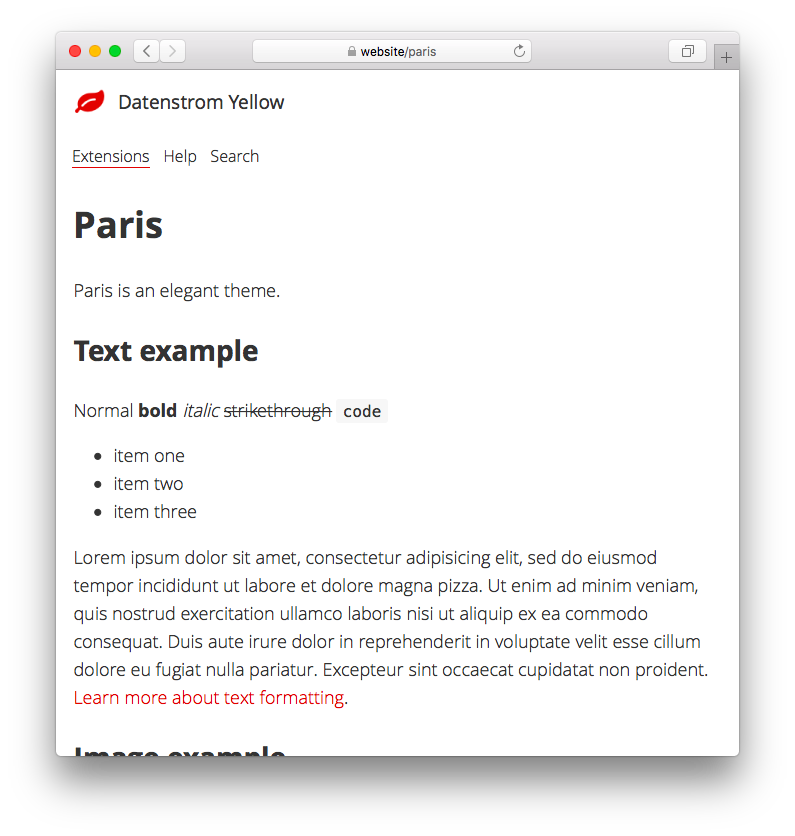 website/paris
Datenstrom Yellow
Extensions Help Search
Paris
Paris is an elegant theme.
Text example
Normal bold italic strikethrough code
• item one
• item two
• item three
Lorem ipsum dolor sit amet, consectetur adipisicing elit, sed do eiusmod
tempor incididunt ut labore et dolore magna pizza. Ut enim ad minim veniam,
quis nostrud exercitation ullamco laboris nisi ut aliquip ex ea commodo
consequat. Duis aute irure dolor in reprehenderit in voluptate velit esse cillum
dolore eu fugiat nulla pariatur. Excepteur sint occaecat cupidatat non proident.
Learn more about text formatting.
Image example